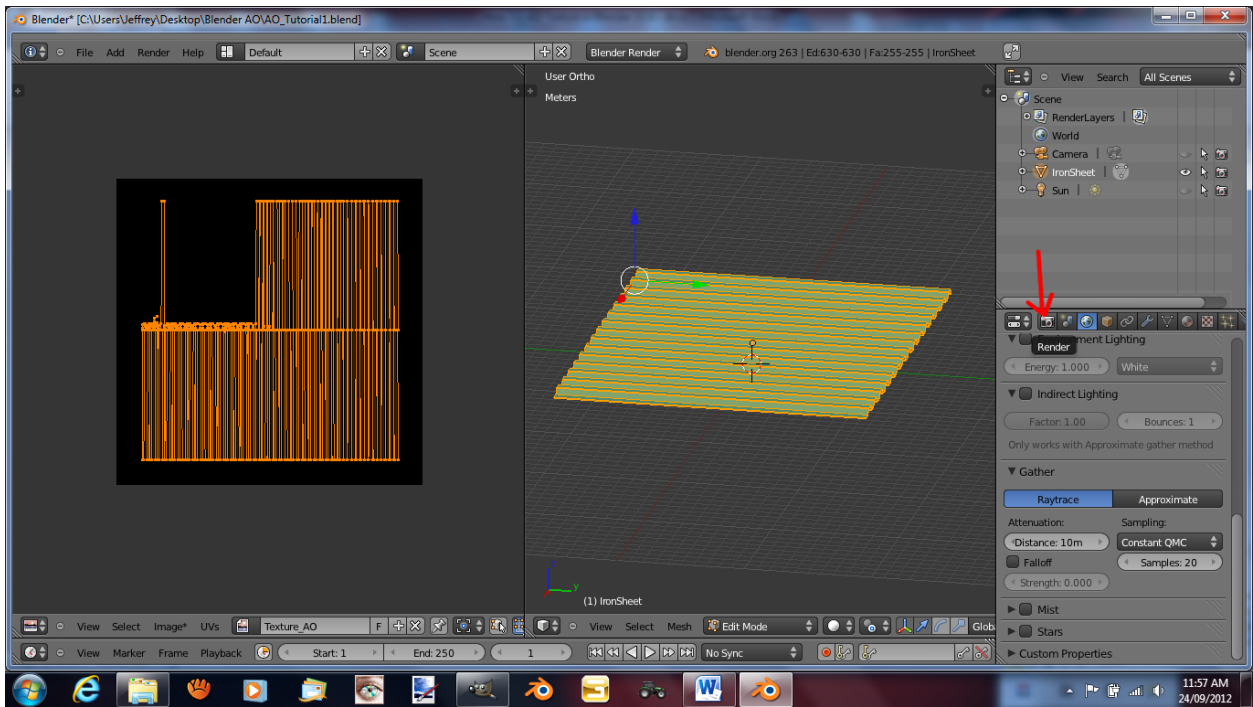 Blender* [C:\Users\Jeffrey\Desktop\Blender AO\AO_Tutorial1.blend]
File Add Render Help Default Scene Blender Render blender.org 263 | Ed:630-630 | Fa:255-255 | IronSheet
User Ortho
Meters
View Search All Scenes
Scene
RenderLayers |
World
Camera |
IronSheet |
Sun |
Render
Lighting
Energy: 1.000 White
Indirect Lighting
Factor: 1.00 Bounces: 1
Only works with Approximate gather method
Gather
Raytrace Approximate
Attenuation: Sampling:
Distance: 10m Constant QMC
Falloff Samples: 20
Strength: 0.000
Mist
Stars
Custom Properties
y
(1) IronSheet
View Select Image* UVs Texture_AO F
View Select Mesh Edit Mode Globa
View Marker Frame Playback Start: 1 End: 250 1 No Sync
W
11:57 AM
24/09/2012